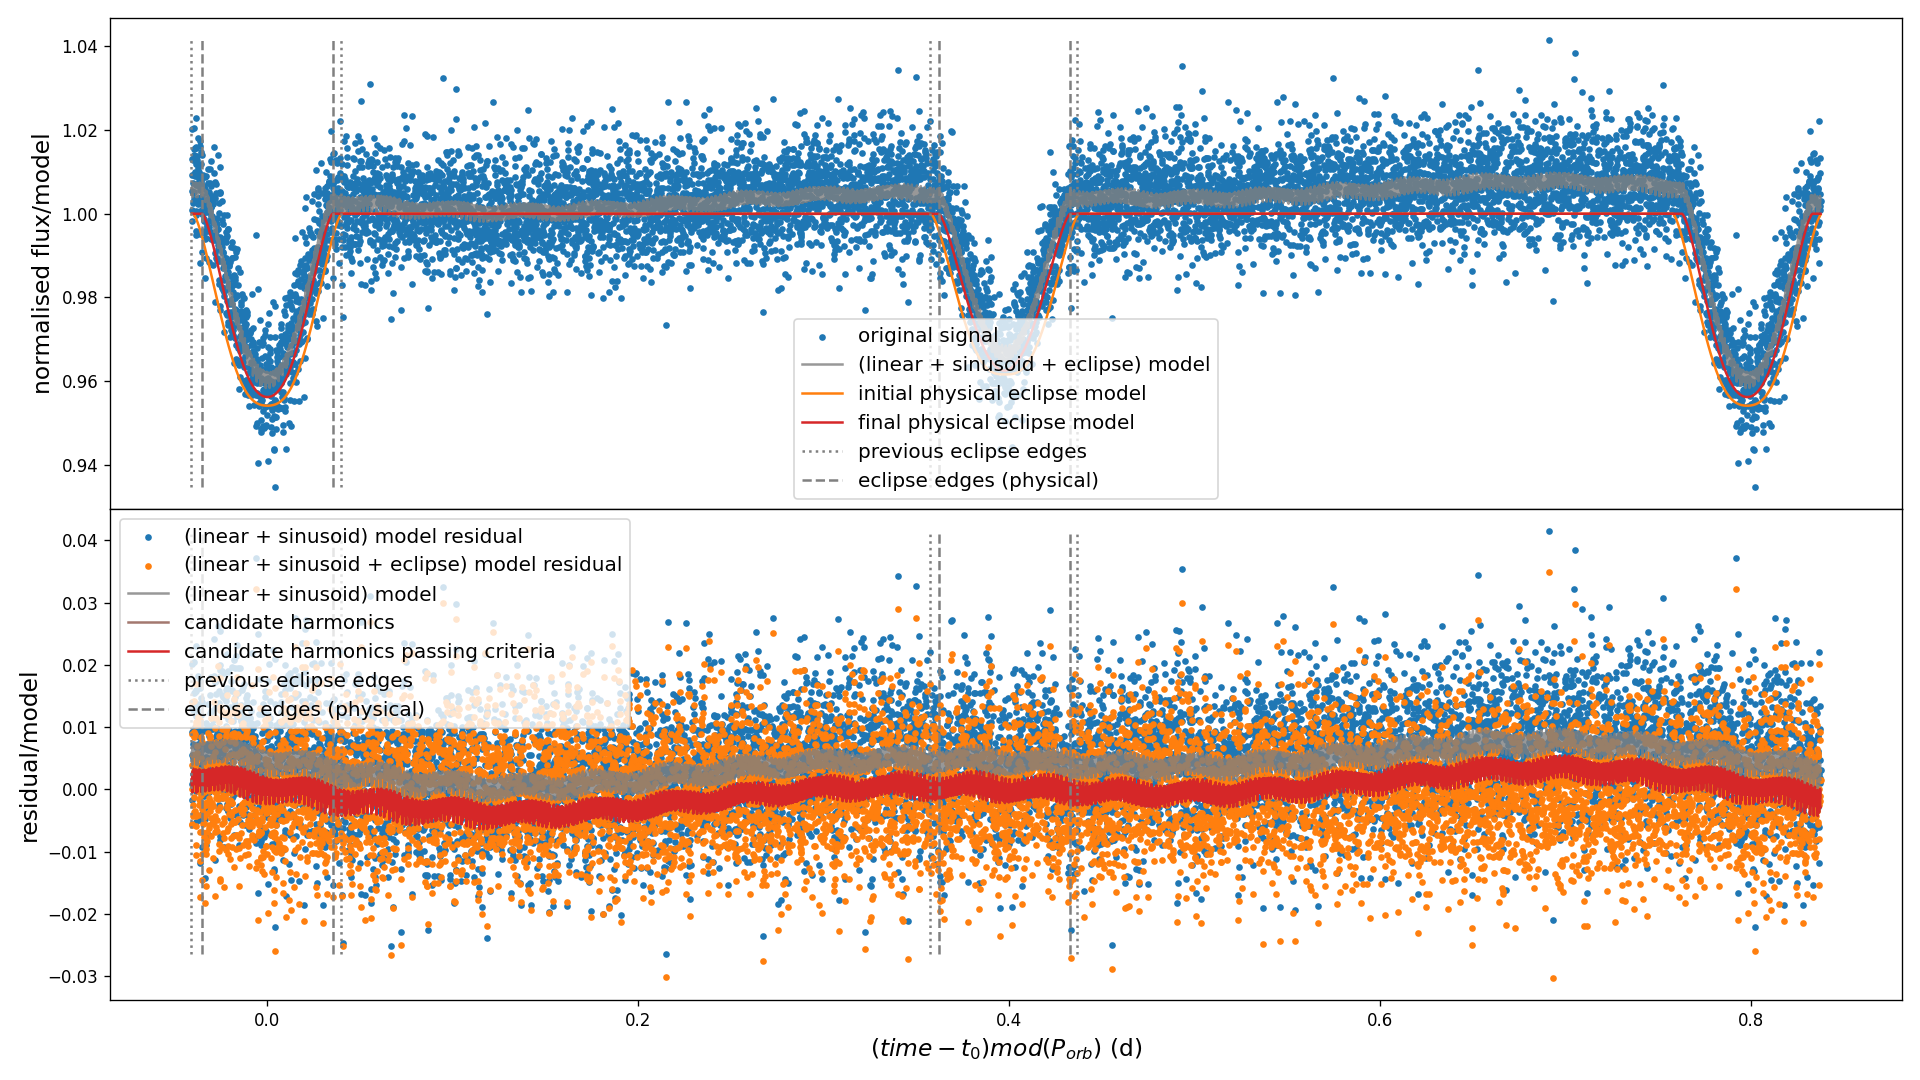 normalised flux/model
1.04
1.02
1.00
0.98
0.96
0.94
original signal
(linear + sinusoid + eclipse) model
initial physical eclipse model
final physical eclipse model
previous eclipse edges
eclipse edges (physical)
residual/model
0.04
0.03
0.02
0.01
0.00
−0.01
−0.02
−0.03
(linear + sinusoid) model residual
(linear + sinusoid + eclipse) model residual
(linear + sinusoid) model
candidate harmonics
candidate harmonics passing criteria
previous eclipse edges
eclipse edges (physical)
0.0 0.2 0.4 0.6 0.8
(time − t₀)mod(Pₒᵣᵦ) (d)